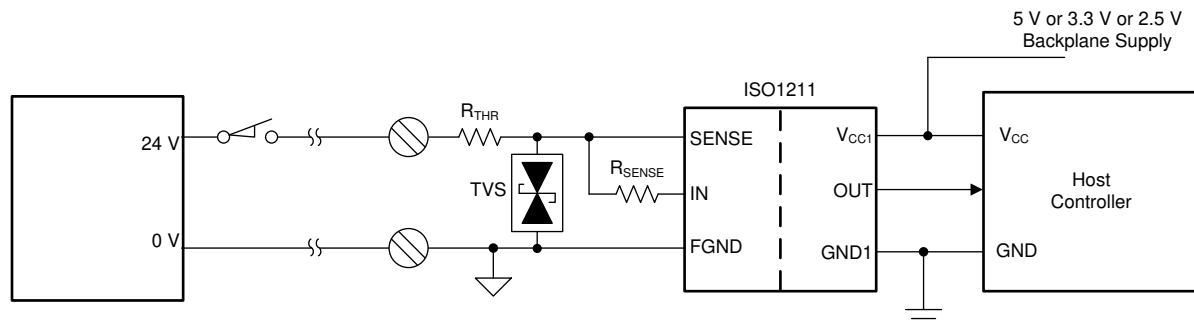 5 V or 3.3 V or 2.5 V
Backplane Supply
ISO1211
24 V
RTHR
SENSE
VCC1
VCC
TVS
RSENSE
IN
OUT
Host
Controller
0 V
FGND
GND1
GND